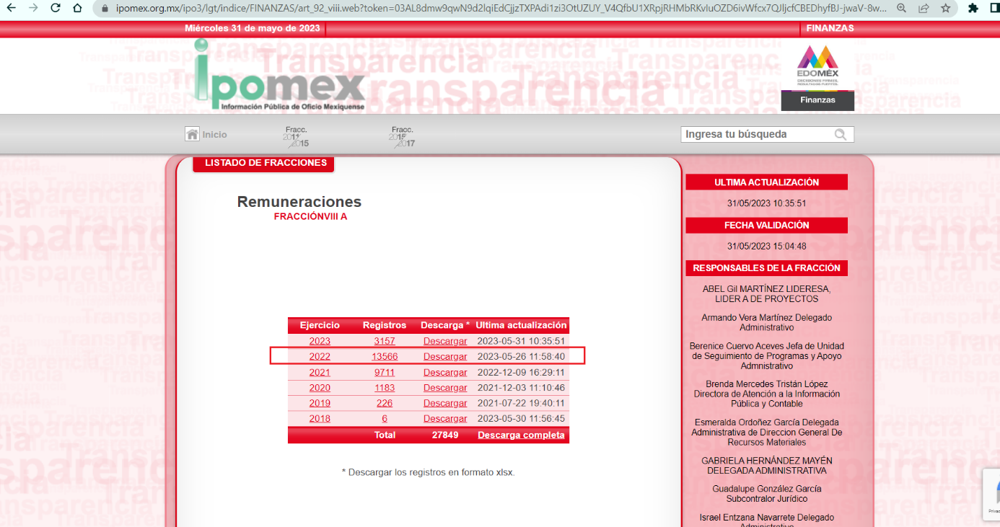 ipomex.org.mx/ipo3/lgt/indice/FINANZAS/art_92_viii.web?token=03AL8dmw9qwN9d2lqiEdCjjzTXPAdi1zi3OtUZUY_V4QfbU1XRpjRHMbRKvIuOZD6ivWfcx7QJljcfCBEDhyfBJ-jwaV-8w...
Miércoles 31 de mayo de 2023
FINANZAS
Transparencia
ipomex
Información Pública de Oficio Mexiquense
EDOMÉX
DECISIONES FIRMES,
RESULTADOS FUERTES.
Finanzas
Inicio
Fracc.
2015
Fracc.
2017
Ingresa tu búsqueda
LISTADO DE FRACCIONES
Remuneraciones
FRACCIÓNVIII A
Ejercicio Registros Descarga * Ultima actualización
2023 3157 Descargar 2023-05-31 10:35:51
2022 13566 Descargar 2023-05-26 11:58:40
2021 9711 Descargar 2022-12-09 16:29:11
2020 1183 Descargar 2021-12-03 11:10:46
2019 226 Descargar 2021-07-22 19:40:11
2018 6 Descargar 2023-05-30 11:56:45
Total 27849 Descarga completa
* Descargar los registros en formato xlsx.
ULTIMA ACTUALIZACIÓN
31/05/2023 10:35:51
FECHA VALIDACIÓN
31/05/2023 15:04:48
RESPONSABLES DE LA FRACCIÓN
ABEL Gil MARTÍNEZ LIDERESA,
LIDER A DE PROYECTOS
Armando Vera Martínez Delegado
Administrativo
Berenice Cuervo Aceves Jefa de Unidad
de Seguimiento de Programas y Apoyo
Admnistrativo
Brenda Mercedes Tristán López
Directora de Atención a la Información
Pública y Contable
Esmeralda Ordoñez García Delegada
Administrativa de Direccion General De
Recursos Materiales
GABRIELA HERNÁNDEZ MAYÉN
DELEGADA ADMINISTRATIVA
Guadalupe González García
Subcontralor Jurídico
Israel Entzana Navarrete Delegado